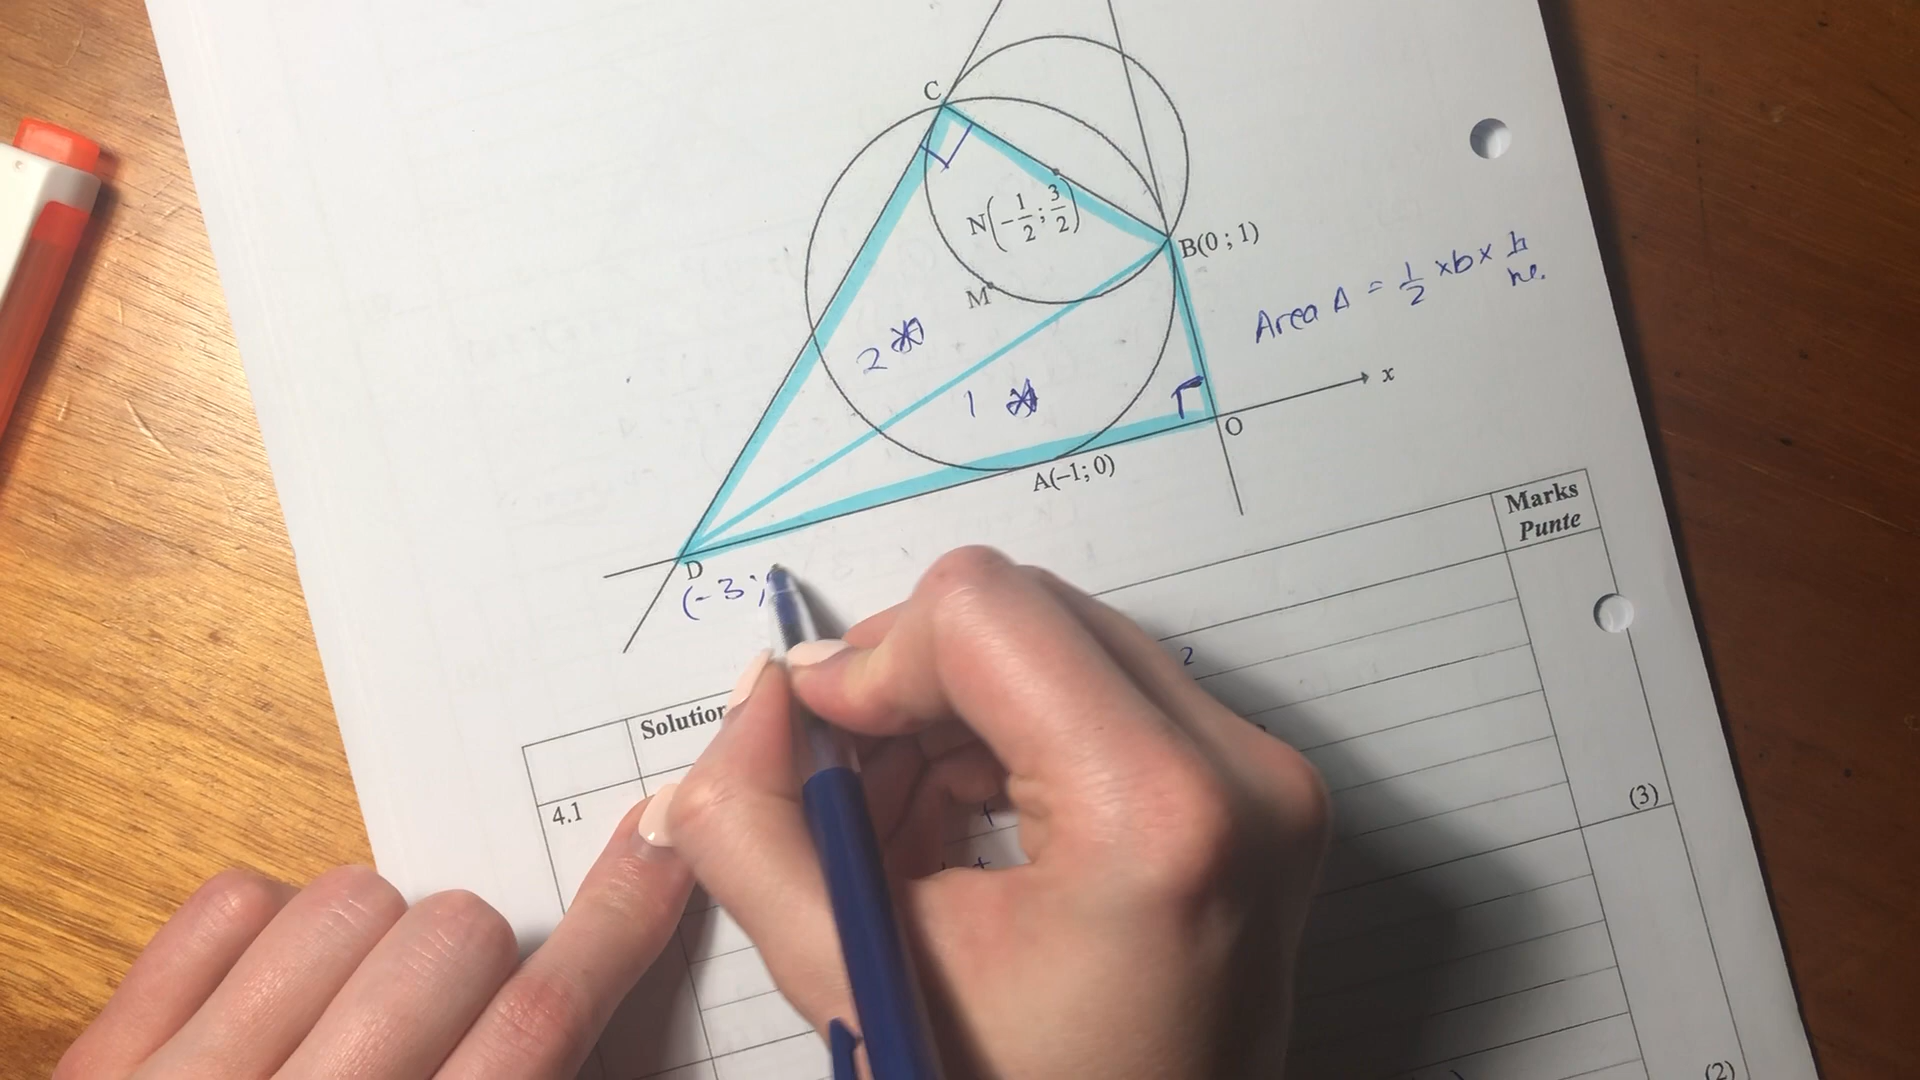 C
N(-1/2 ; 3/2)
B(0 ; 1)
M
Area Δ = 1/2 × b × h
2
1
x
O
A(–1; 0)
D
(-3 ;
Marks
Punte
2
Solution
4.1
(3)
+
+
(2)